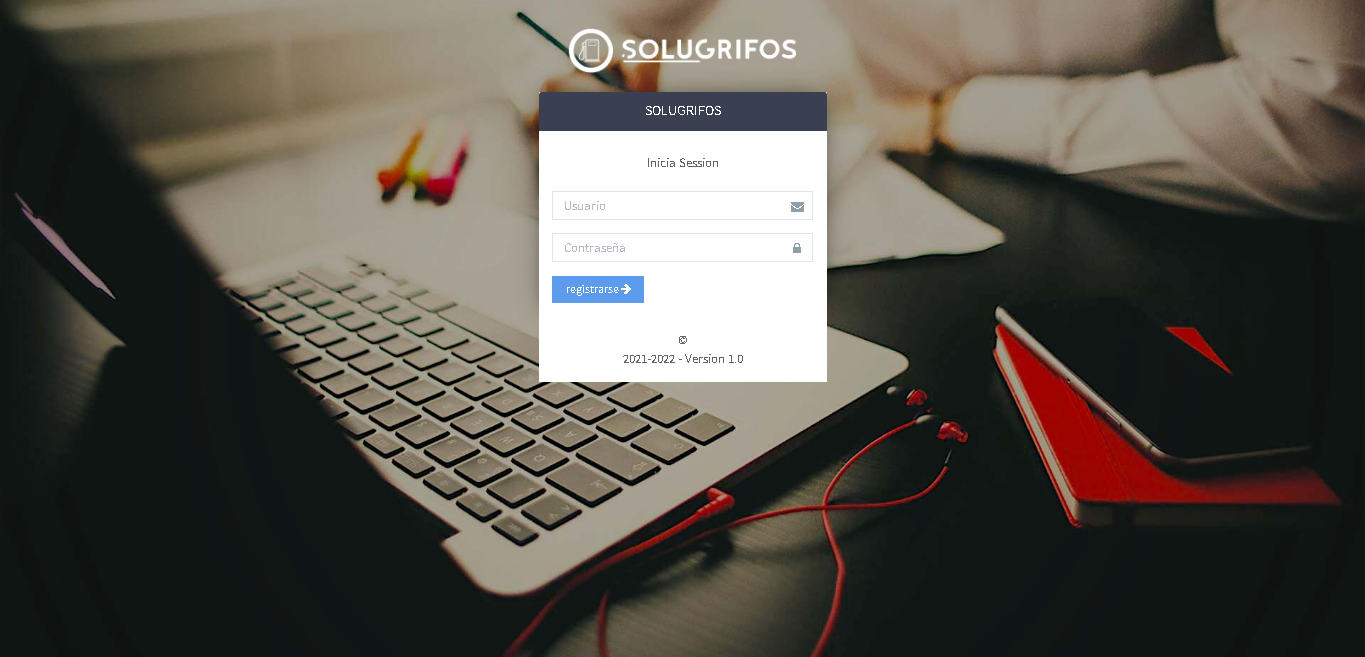 SOLUGRIFOS
SOLUGRIFOS
Inicia Session
Usuario
Contraseña
registrarse
©
2021-2022 - Version 1.0